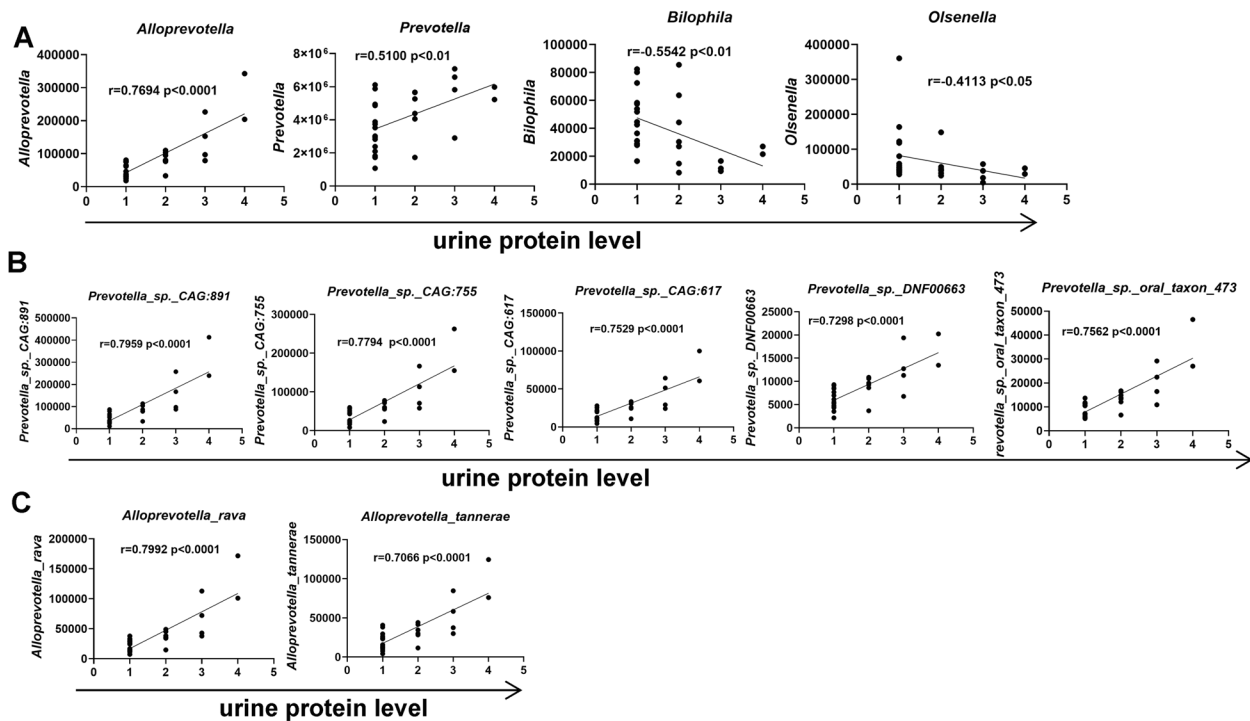 A
Alloprevotella
Prevotella
Bilophila
Olsenella
Alloprevotella
400000
300000
200000
100000
0
r=0.7694 p<0.0001
0 1 2 3 4 5
Prevotella
8×10⁶
6×10⁶
4×10⁶
2×10⁶
0
r=0.5100 p<0.01
0 1 2 3 4 5
Bilophila
100000
80000
60000
40000
20000
0
r=-0.5542 p<0.01
0 1 2 3 4 5
Olsenella
400000
300000
200000
100000
0
r=-0.4113 p<0.05
0 1 2 3 4 5
urine protein level
B
Prevotella_sp._CAG:891
Prevotella_sp._CAG:755
Prevotella_sp._CAG:617
Prevotella_sp._DNF00663
Prevotella_sp._oral_taxon_473
Prevotella_sp._CAG:891
500000
400000
300000
200000
100000
0
r=0.7959 p<0.0001
0 1 2 3 4 5
Prevotella_sp._CAG:755
300000
200000
100000
0
r=0.7794 p<0.0001
0 1 2 3 4 5
Prevotella_sp._CAG:617
150000
100000
50000
0
r=0.7529 p<0.0001
0 1 2 3 4 5
Prevotella_sp._DNF00663
25000
20000
15000
10000
5000
0
r=0.7298 p<0.0001
0 1 2 3 4 5
revotella_sp._oral_taxon_473
50000
40000
30000
20000
10000
0
r=0.7562 p<0.0001
0 1 2 3 4 5
urine protein level
C
Alloprevotella_rava
Alloprevotella_tannerae
Alloprevotella_rava
200000
150000
100000
50000
0
r=0.7992 p<0.0001
0 1 2 3 4 5
Alloprevotella_tannerae
150000
100000
50000
0
r=0.7066 p<0.0001
0 1 2 3 4 5
urine protein level